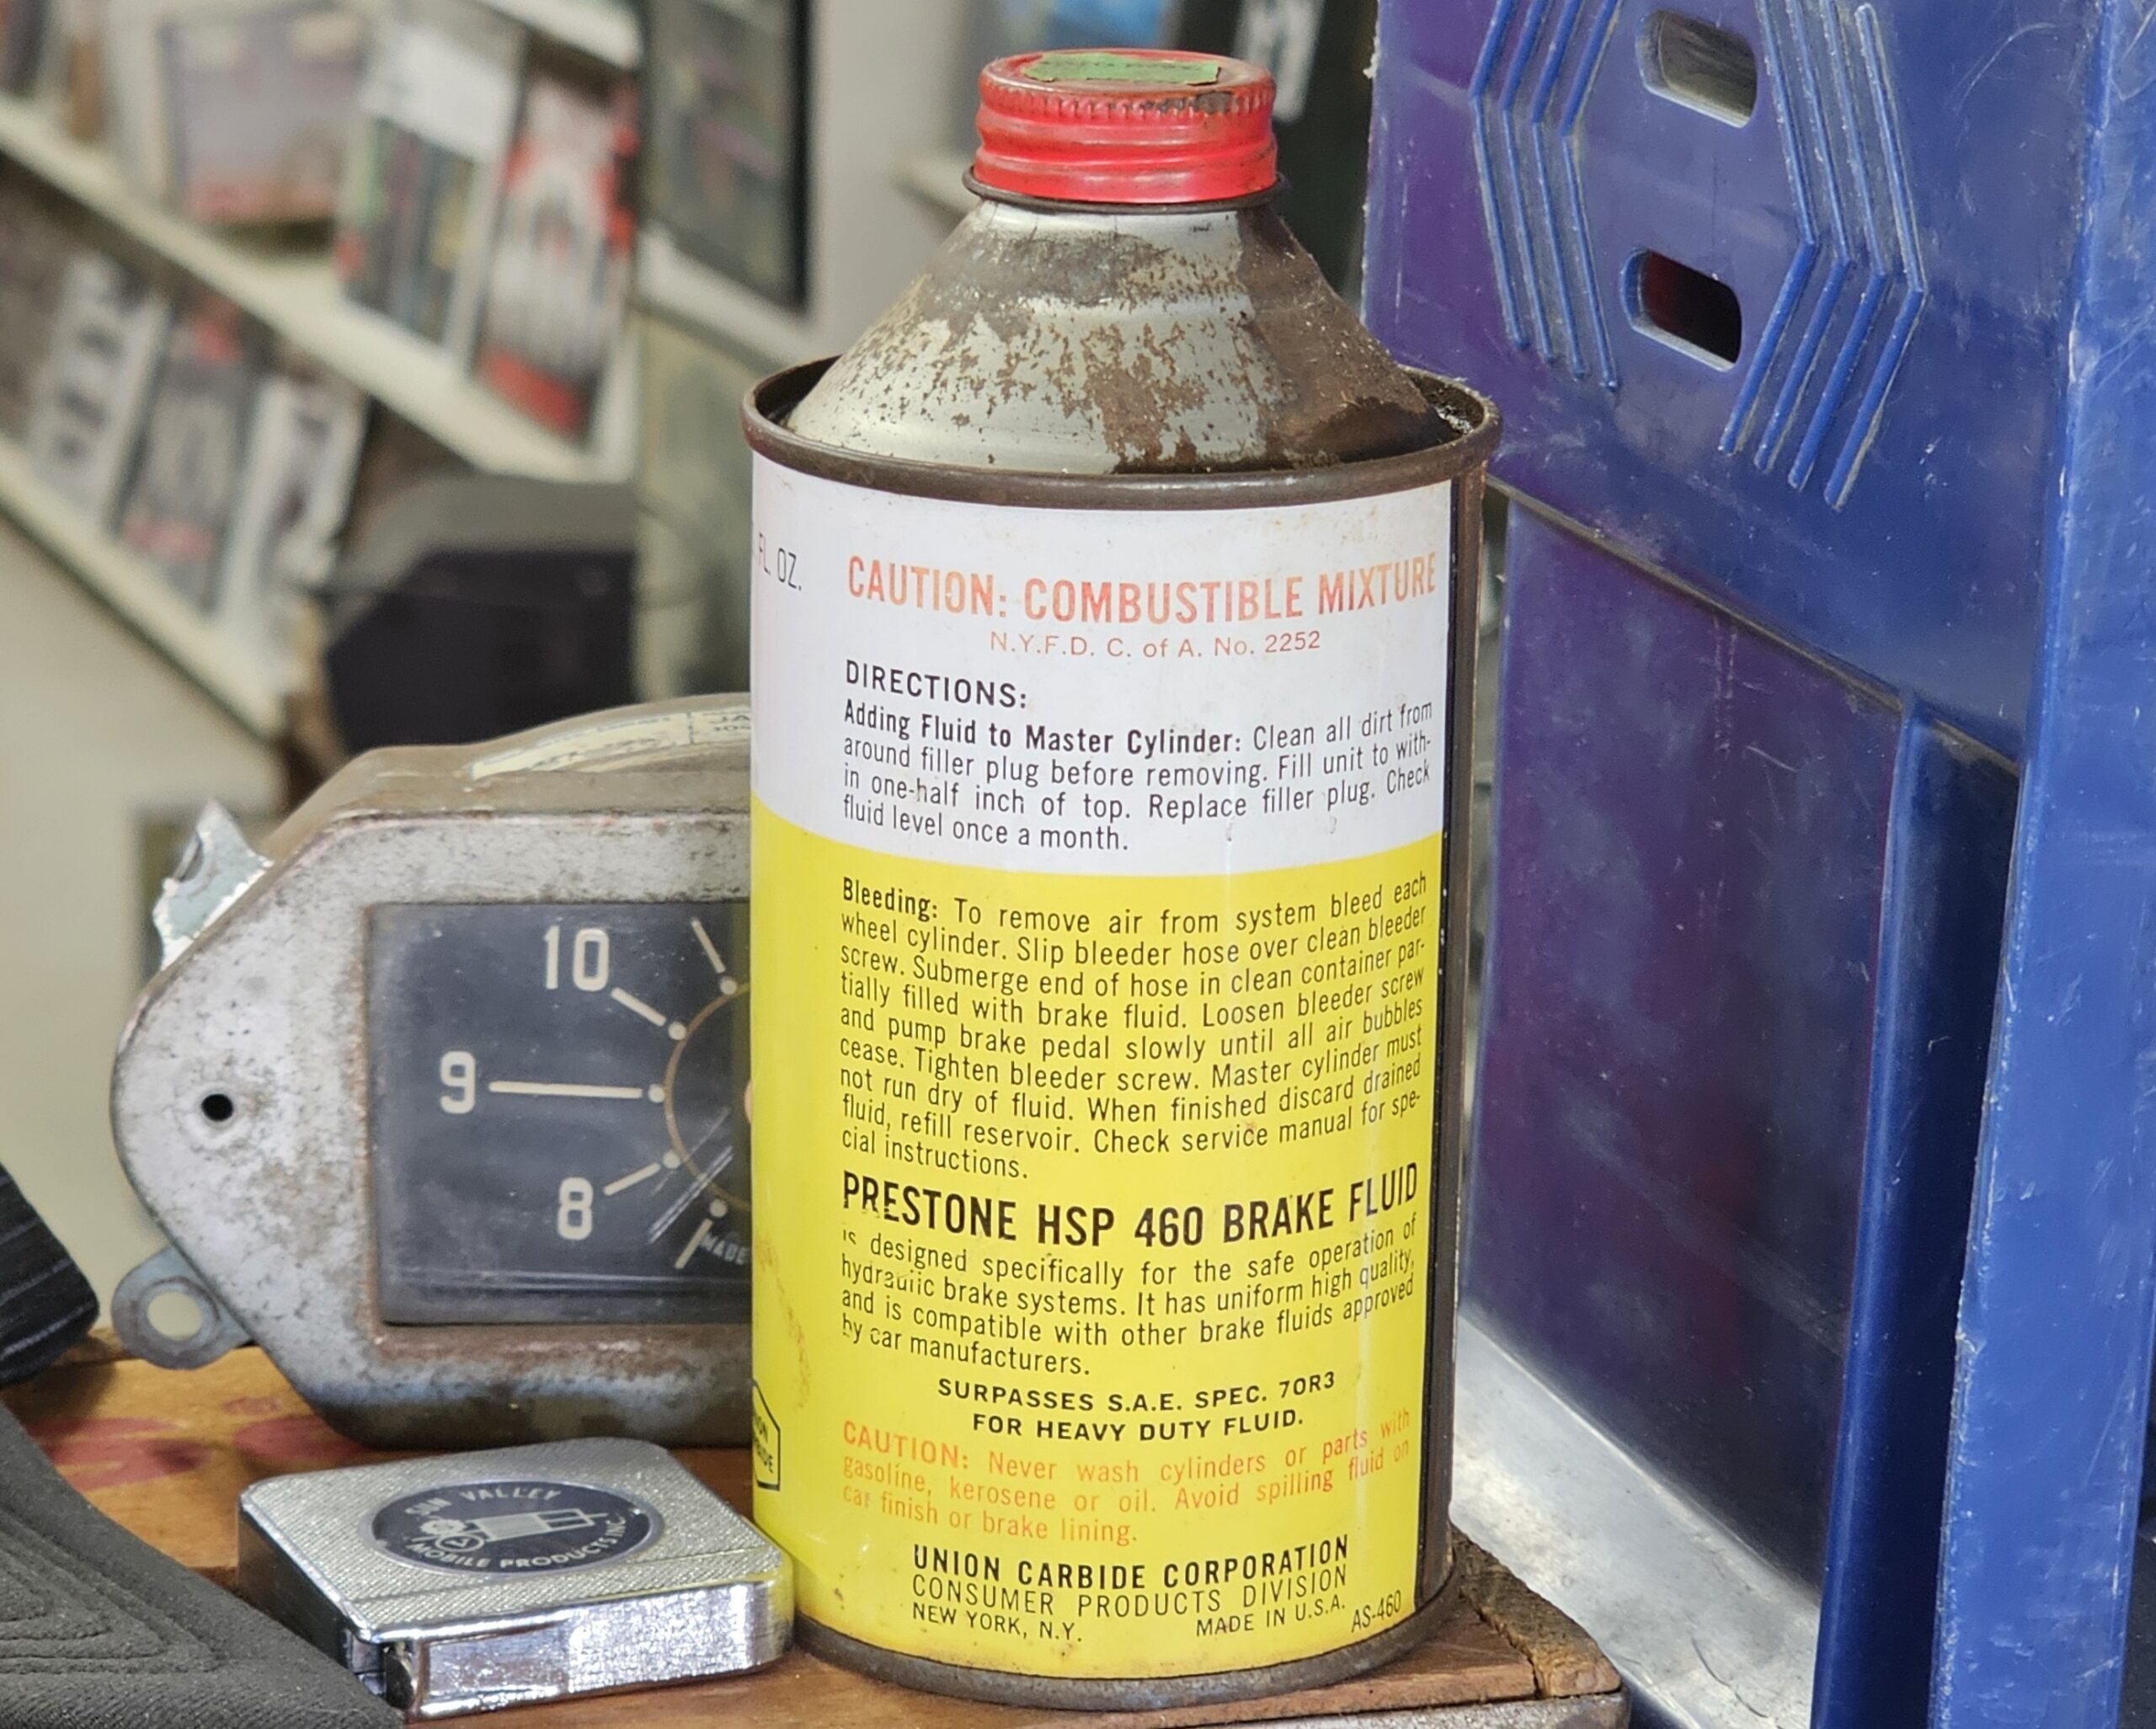 FL. OZ.
CAUTION: COMBUSTIBLE MIXTURE
N.Y.F.D. C. of A. No. 2252
DIRECTIONS:
Adding Fluid to Master Cylinder: Clean all dirt from
around filler plug before removing. Fill unit to with-
in one-half inch of top. Replace filler plug. Check
fluid level once a month.
Bleeding: To remove air from system bleed each
wheel cylinder. Slip bleeder hose over clean bleeder
screw. Submerge end of hose in clean container par-
tially filled with brake fluid. Loosen bleeder screw
and pump brake pedal slowly until all air bubbles
cease. Tighten bleeder screw. Master cylinder must
not run dry of fluid. When finished discard drained
fluid, refill reservoir. Check service manual for spe-
cial instructions.
PRESTONE HSP 460 BRAKE FLUID
is designed specifically for the safe operation of
hydraulic brake systems. It has uniform high quality,
and is compatible with other brake fluids approved
by car manufacturers.
SURPASSES S.A.E. SPEC. 70R3
FOR HEAVY DUTY FLUID.
CAUTION: Never wash cylinders or parts with
gasoline, kerosene or oil. Avoid spilling fluid on
car finish or brake lining.
UNION CARBIDE CORPORATION
CONSUMER PRODUCTS DIVISION
NEW YORK, N.Y. MADE IN U.S.A. AS-460
10
9
8
MADE
SUN VALLEY
MOBILE PRODUCTS INC.